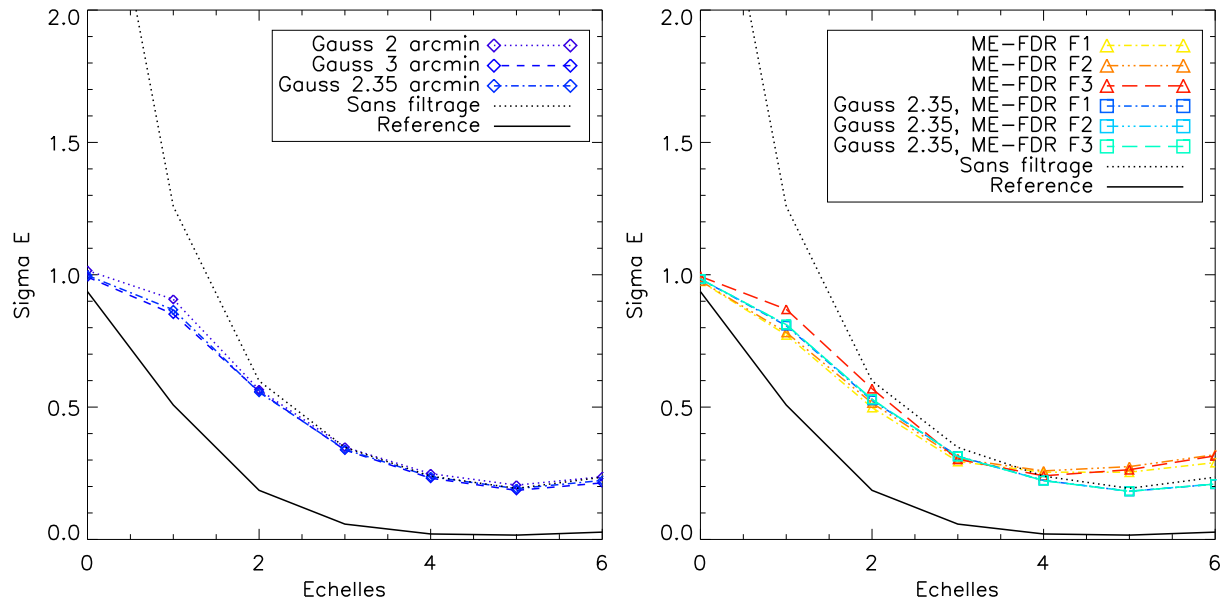 2.0
1.5
1.0
0.5
0.0
Sigma E
0
2
4
6
Echelles
Gauss 2 arcmin
Gauss 3 arcmin
Gauss 2.35 arcmin
Sans filtrage
Reference
2.0
1.5
1.0
0.5
0.0
Sigma E
0
2
4
6
Echelles
ME-FDR F1
ME-FDR F2
ME-FDR F3
Gauss 2.35, ME-FDR F1
Gauss 2.35, ME-FDR F2
Gauss 2.35, ME-FDR F3
Sans filtrage
Reference